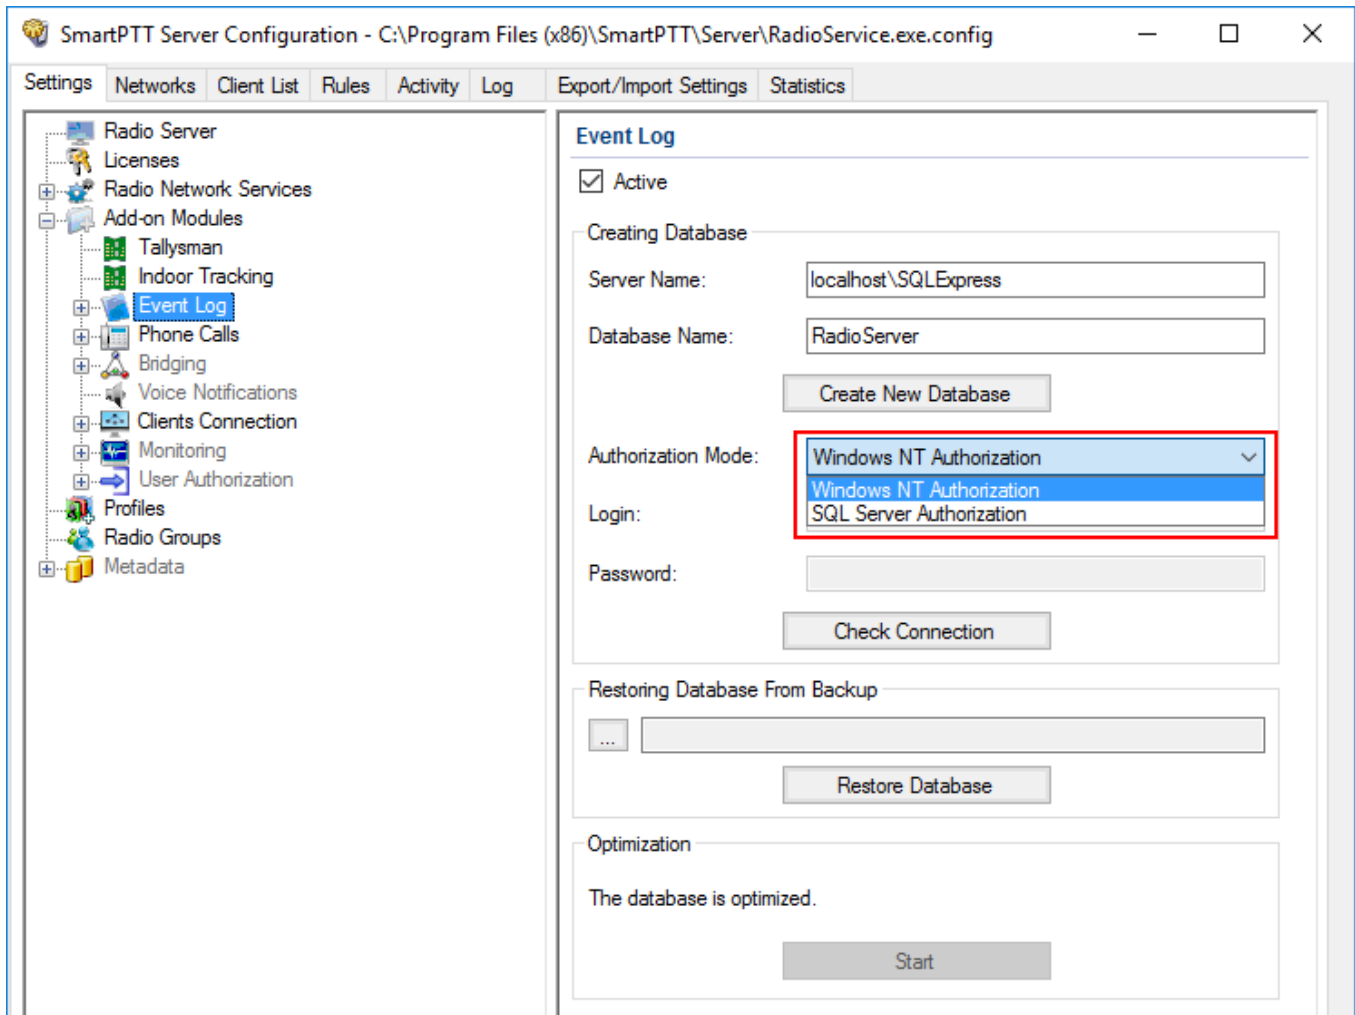 SmartPTT Server Configuration - C:\Program Files (x86)\SmartPTT\Server\RadioService.exe.config
Settings Networks Client List Rules Activity Log Export/Import Settings Statistics
Radio Server
Licenses
Radio Network Services
Add-on Modules
Tallysman
Indoor Tracking
Event Log
Phone Calls
Bridging
Voice Notifications
Clients Connection
Monitoring
User Authorization
Profiles
Radio Groups
Metadata
Event Log
Active
Creating Database
Server Name: localhost\SQLExpress
Database Name: RadioServer
Create New Database
Authorization Mode: Windows NT Authorization
Windows NT Authorization
SQL Server Authorization
Login:
Password:
Check Connection
Restoring Database From Backup
...
Restore Database
Optimization
The database is optimized.
Start